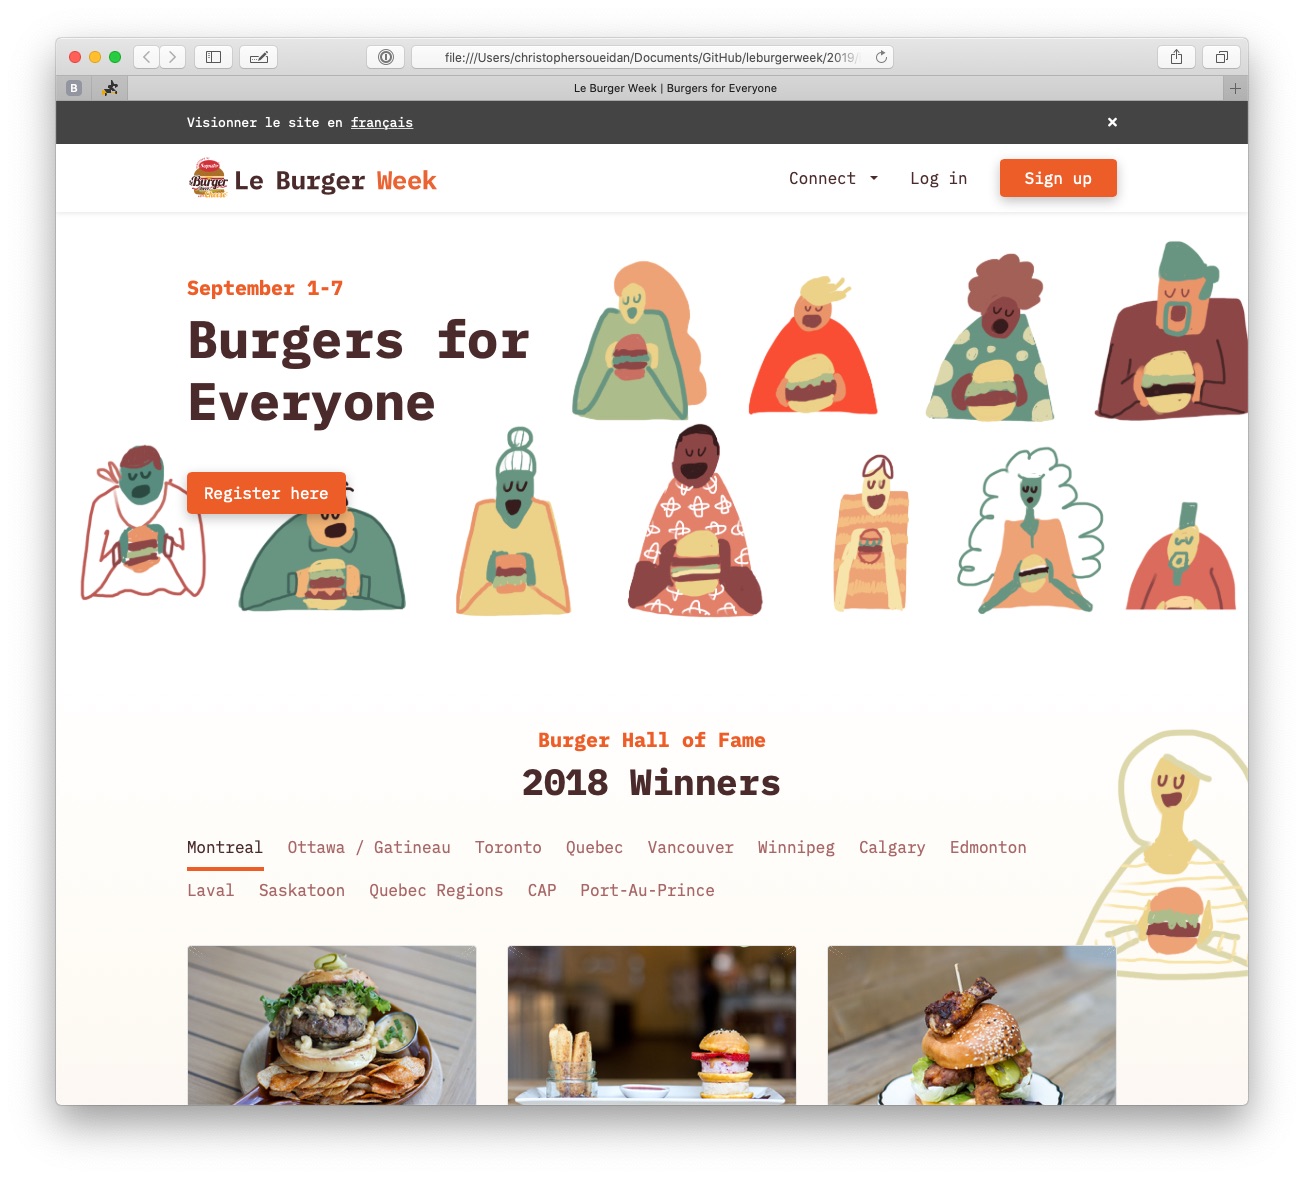 file:///Users/christophersoueidan/Documents/GitHub/leburgerweek/2019/
B
Le Burger Week | Burgers for Everyone
Visionner le site en français
Burger
Le Burger Week
Connect
Log in
Sign up
September 1-7
Burgers for
Everyone
Register here
Burger Hall of Fame
2018 Winners
Montreal Ottawa / Gatineau Toronto Quebec Vancouver Winnipeg Calgary Edmonton
Laval Saskatoon Quebec Regions CAP Port-Au-Prince